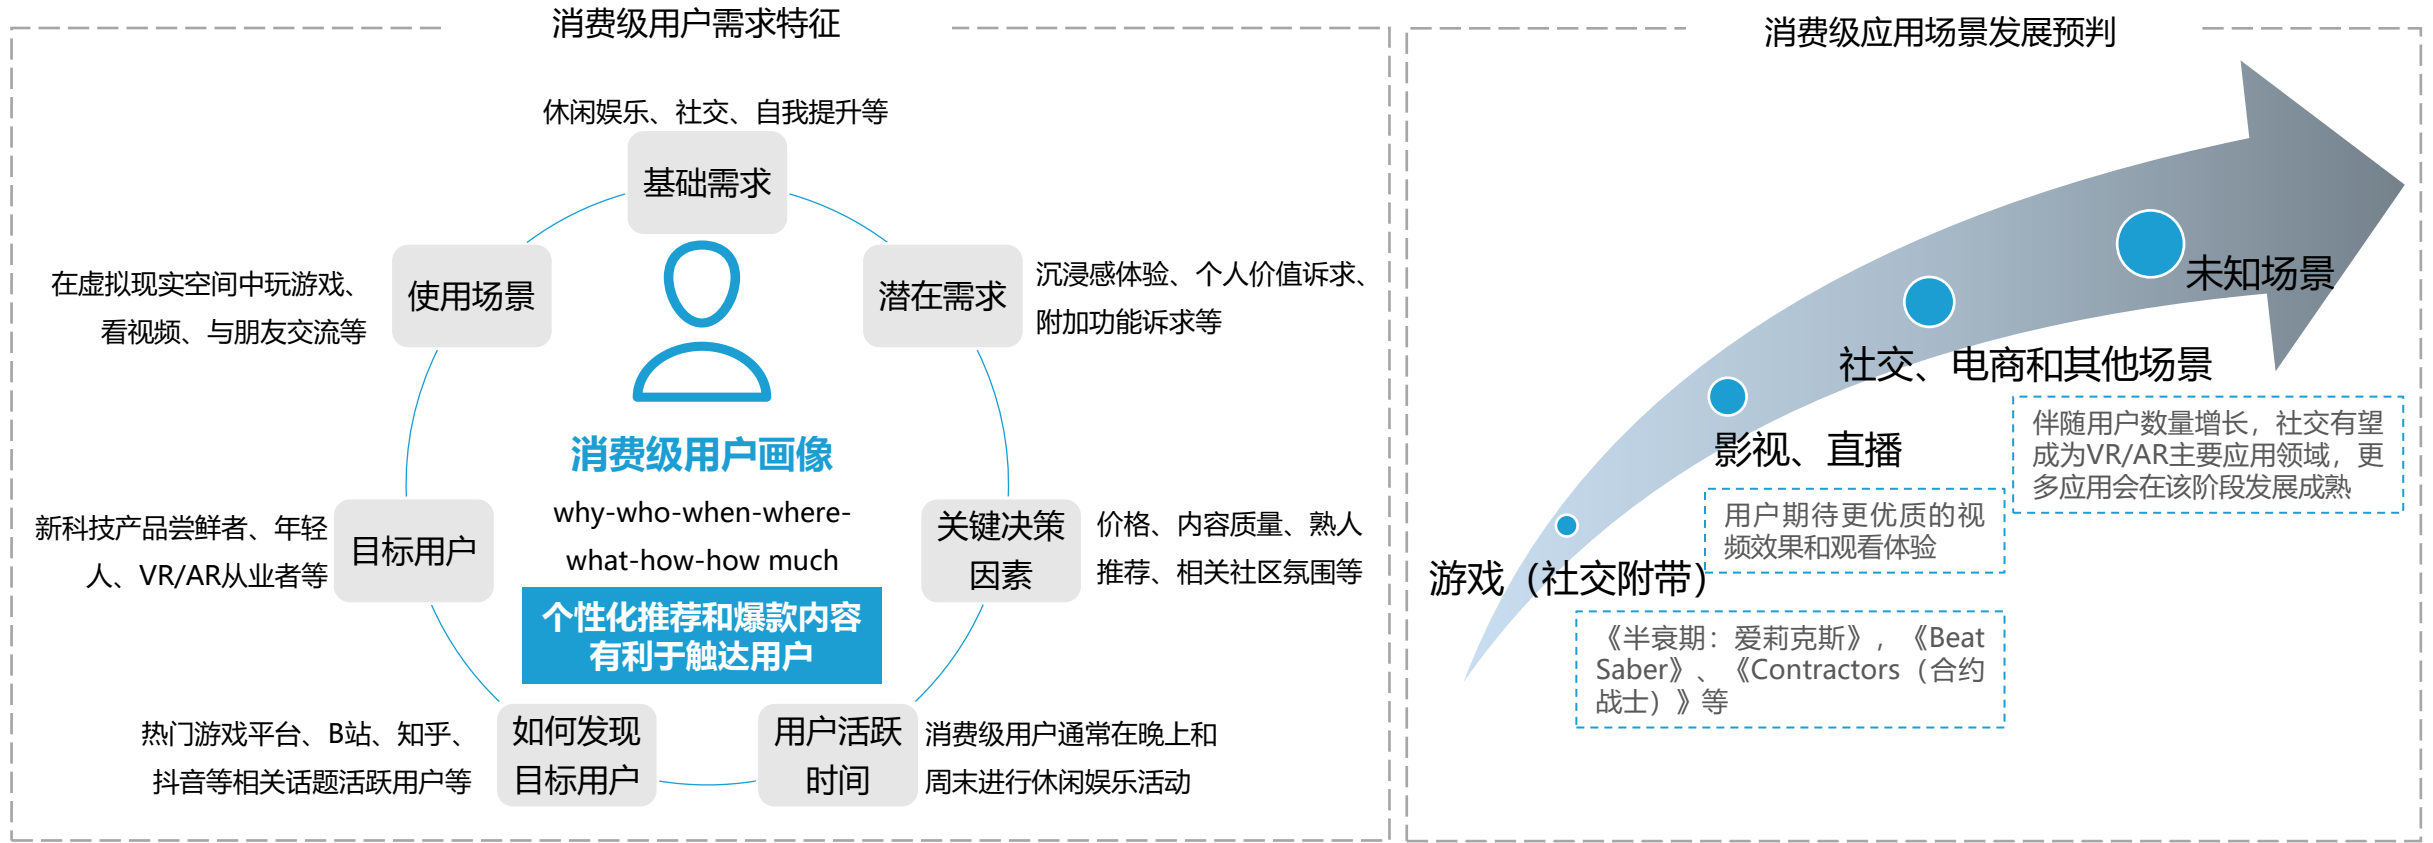 消费级用户需求特征
休闲娱乐、社交、自我提升等
基础需求
在虚拟现实空间中玩游戏、
看视频、与朋友交流等
使用场景
潜在需求
沉浸感体验、个人价值诉求、
附加功能诉求等
消费级用户画像
why-who-when-where-
what-how-how much
个性化推荐和爆款内容
有利于触达用户
新科技产品尝鲜者、年轻
人、VR/AR从业者等
目标用户
关键决策
因素
价格、内容质量、熟人
推荐、相关社区氛围等
热门游戏平台、B站、知乎、
抖音等相关话题活跃用户等
如何发现
目标用户
用户活跃
时间
消费级用户通常在晚上和
周末进行休闲娱乐活动
消费级应用场景发展预判
未知场景
社交、电商和其他场景
伴随用户数量增长，社交有望
成为VR/AR主要应用领域，更
多应用会在该阶段发展成熟
影视、直播
用户期待更优质的视
频效果和观看体验
游戏（社交附带）
《半衰期：爱莉克斯》，《Beat
Saber》、《Contractors（合约
战士）》等